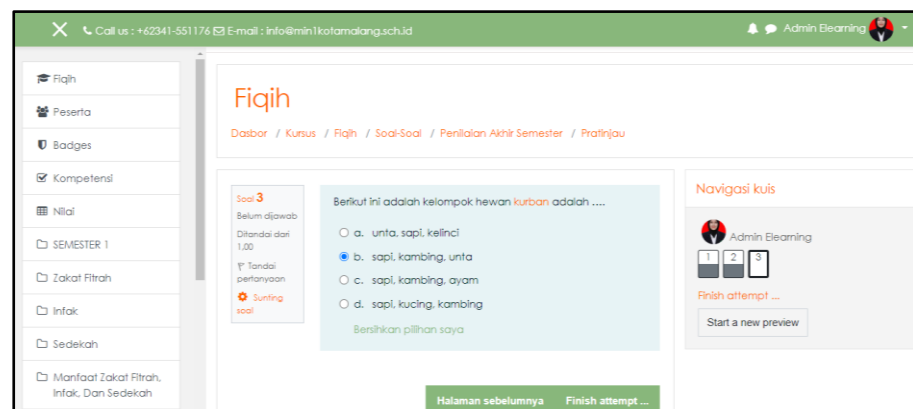 Call us : +62341-551176 E-mail : info@min1kotamalang.sch.id
Admin Elearning
Fiqih
Peserta
Badges
Kompetensi
Nilai
SEMESTER 1
Zakat Fitrah
Infak
Sedekah
Manfaat Zakat Fitrah,
Infak, Dan Sedekah
Fiqih
Dasbor / Kursus / Fiqih / Soal-Soal / Penilaian Akhir Semester / Pratinjau
Soal 3
Belum dijawab
Ditandai dari
1,00
Tandai
pertanyaan
Sunting
soal
Berikut ini adalah kelompok hewan kurban adalah ....
a. unta, sapi, kelinci
b. sapi, kambing, unta
c. sapi, kambing, ayam
d. sapi, kucing, kambing
Bersihkan pilihan saya
Halaman sebelumnya Finish attempt ...
Navigasi kuis
Admin Elearning
1 2 3
Finish attempt ...
Start a new preview